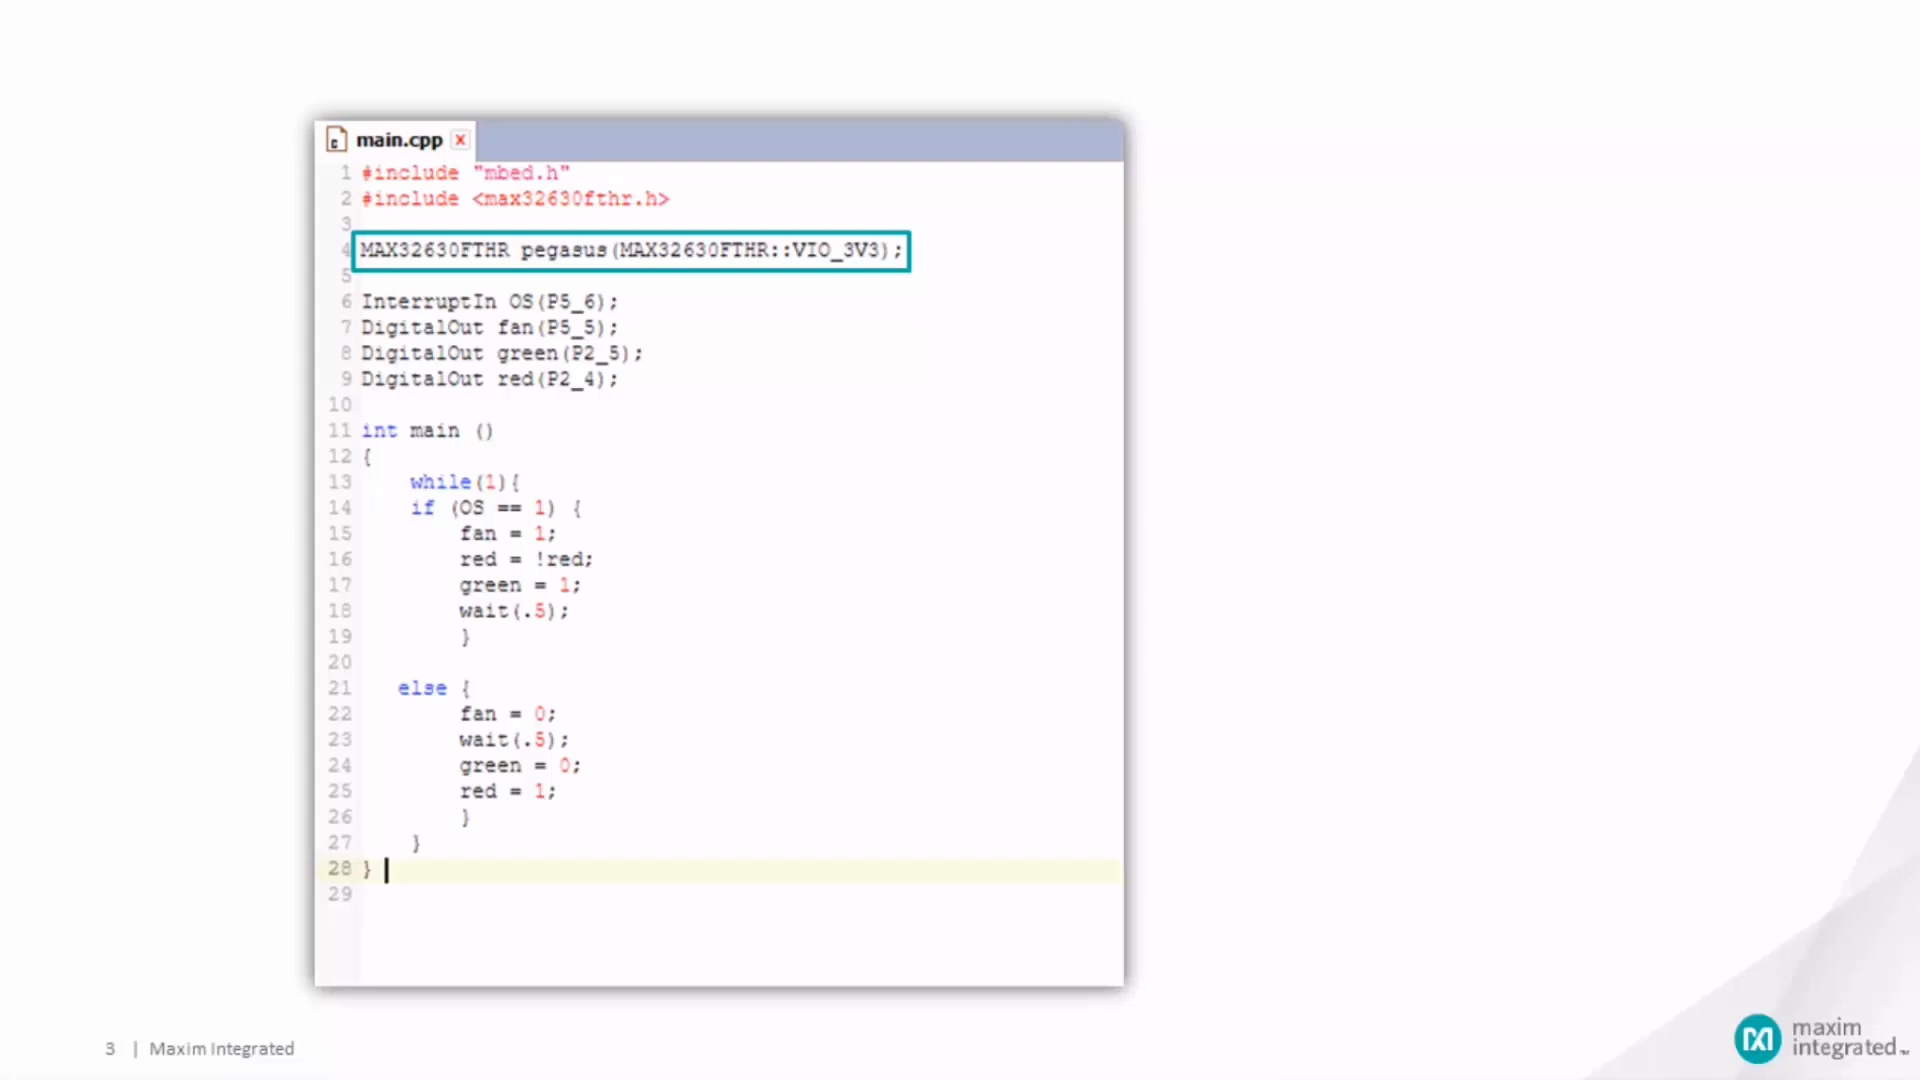 main.cpp
1 #include "mbed.h"
2 #include <max32630fthr.h>
3
4 MAX32630FTHR pegasus(MAX32630FTHR::VIO_3V3);
5
6 InterruptIn OS(P5_6);
7 DigitalOut fan(P5_5);
8 DigitalOut green(P2_5);
9 DigitalOut red(P2_4);
10
11 int main ()
12 {
13     while(1){
14     if (OS == 1) {
15         fan = 1;
16         red = !red;
17         green = 1;
18         wait(.5);
19         }
20
21    else {
22         fan = 0;
23         wait(.5);
24         green = 0;
25         red = 1;
26         }
27     }
28 }
29
3 | Maxim Integrated
maxim
integrated™